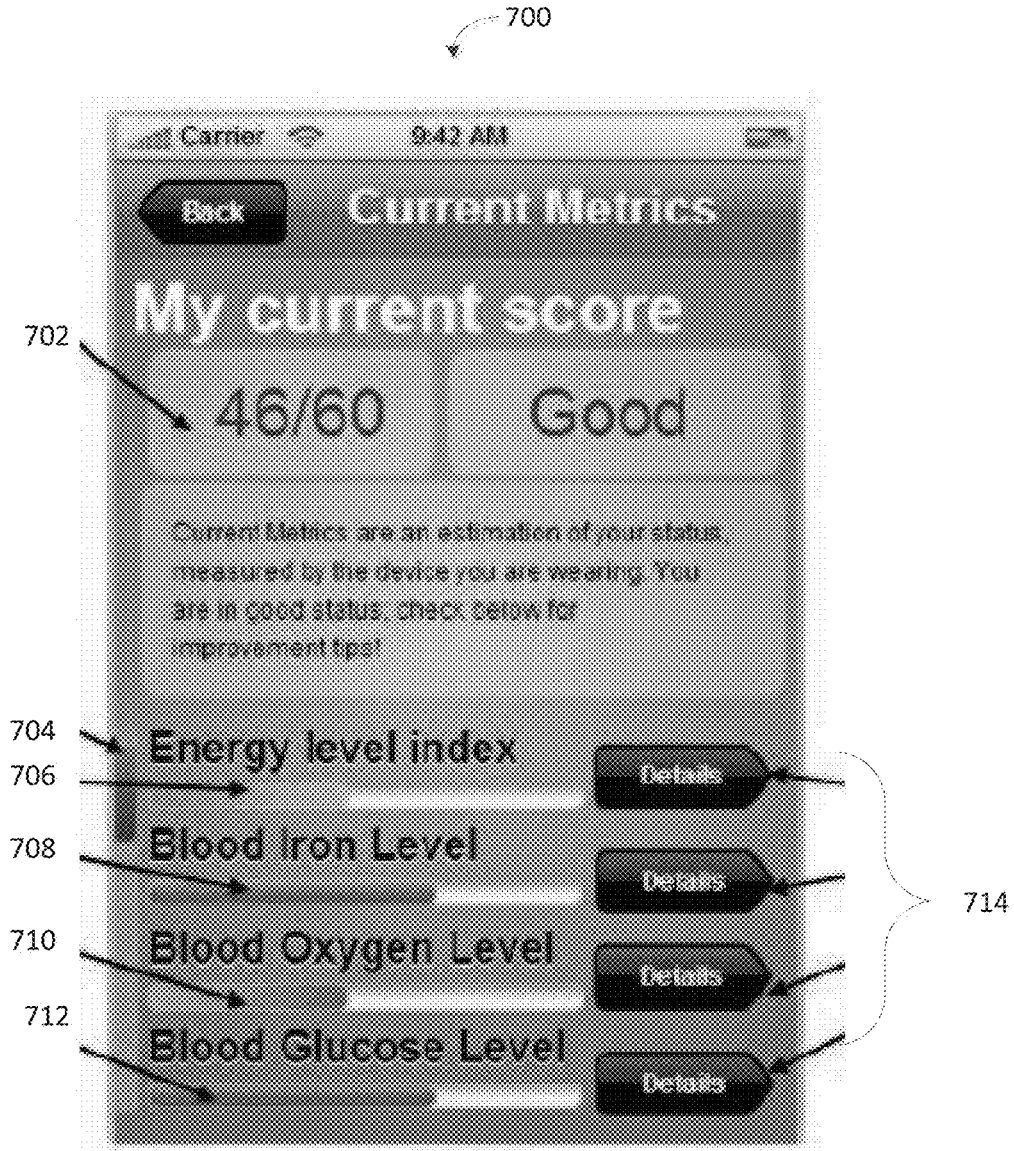 700
Carrier 9:42 AM
Back Current Metrics
My current score
702
46/60 Good
Current Metrics are an estimation of your status
measured by the device you are wearing. You
are in good status, check below for
improvement tips!
704
Energy level index
706
Details
Blood Iron Level
708
Details
714
Blood Oxygen Level
710
Details
712
Blood Glucose Level
Details